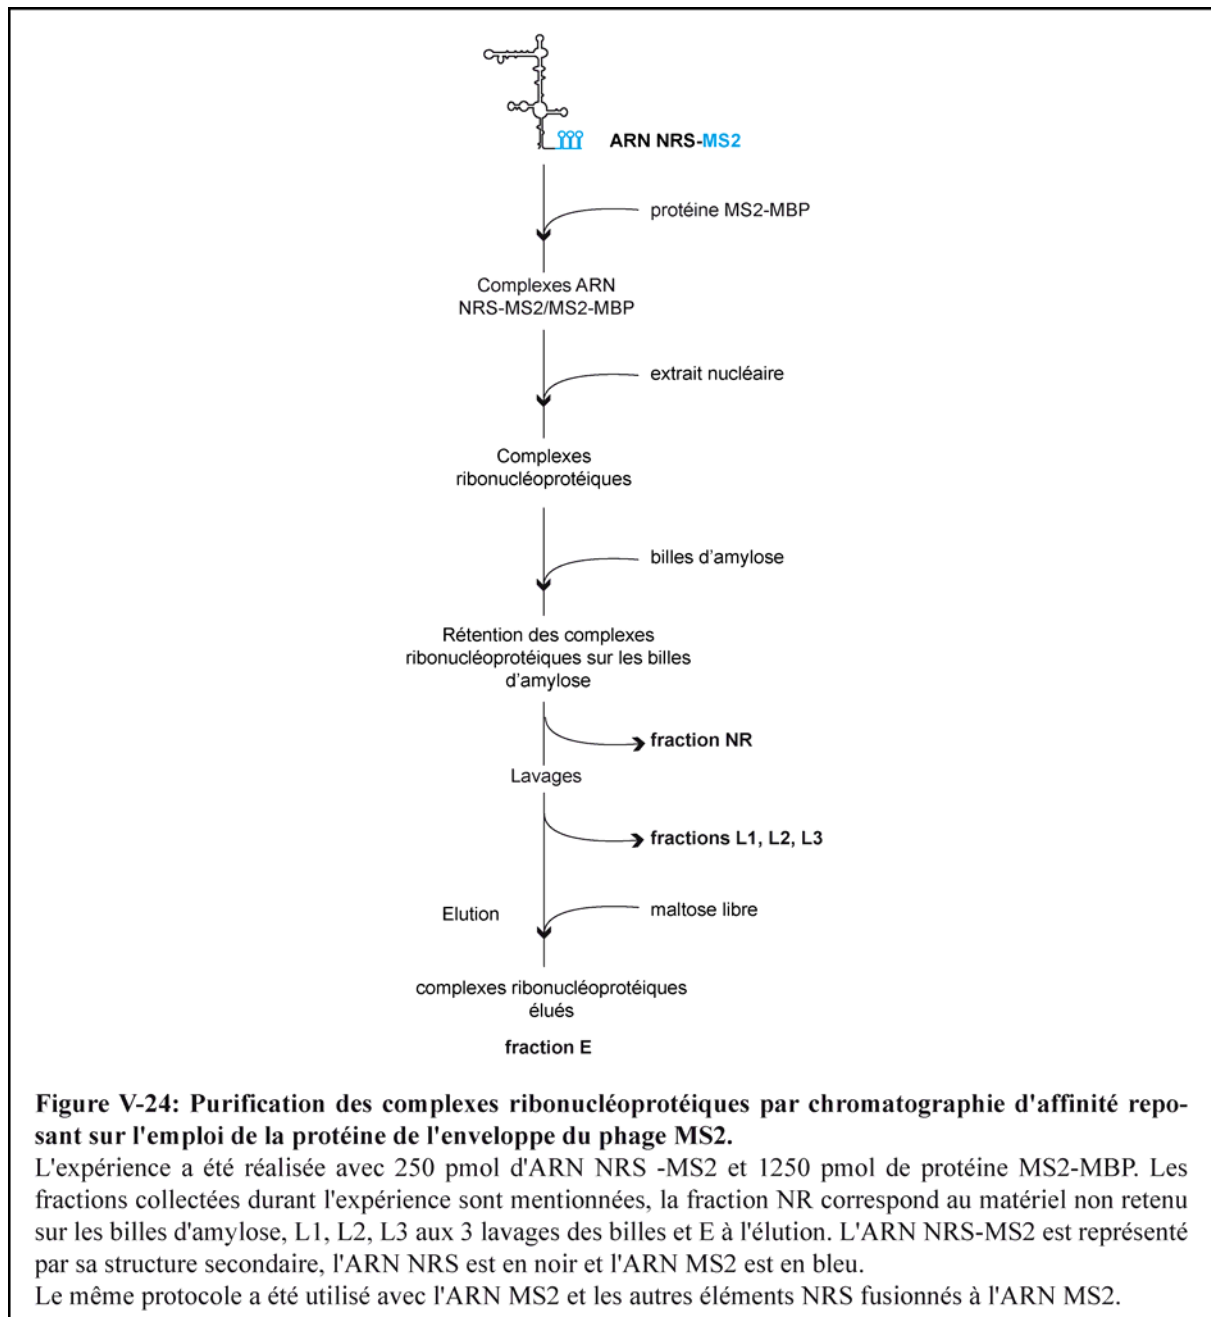 ARN NRS-MS2
protéine MS2-MBP
Complexes ARN
NRS-MS2/MS2-MBP
extrait nucléaire
Complexes
ribonucléoprotéiques
billes d'amylose
Rétention des complexes
ribonucléoprotéiques sur les billes
d'amylose
fraction NR
Lavages
fractions L1, L2, L3
Elution
maltose libre
complexes ribonucléoprotéiques
élués
fraction E
Figure V-24: Purification des complexes ribonucléoprotéiques par chromatographie d'affinité repo-
sant sur l'emploi de la protéine de l'enveloppe du phage MS2.
L'expérience a été réalisée avec 250 pmol d'ARN NRS -MS2 et 1250 pmol de protéine MS2-MBP. Les
fractions collectées durant l'expérience sont mentionnées, la fraction NR correspond au matériel non retenu
sur les billes d'amylose, L1, L2, L3 aux 3 lavages des billes et E à l'élution. L'ARN NRS-MS2 est représenté
par sa structure secondaire, l'ARN NRS est en noir et l'ARN MS2 est en bleu.
Le même protocole a été utilisé avec l'ARN MS2 et les autres éléments NRS fusionnés à l'ARN MS2.